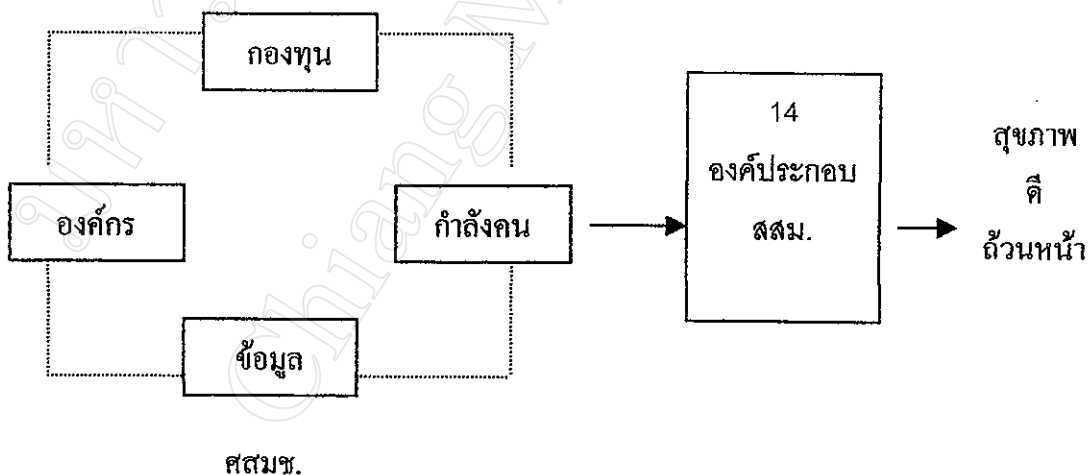 กองทุน
องค์กร
กำลังคน
ข้อมูล
ศสมช.
14
องค์ประกอบ
สสม.
สุขภาพ
ดี
ถ้วนหน้า
Chiang M